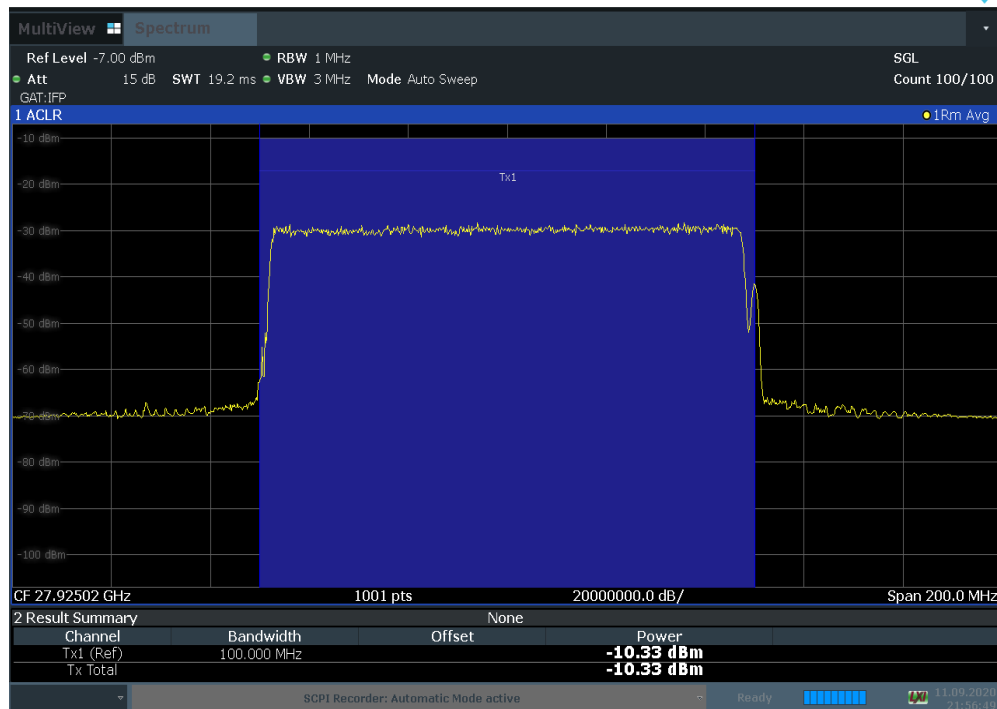 MultiView Spectrum
Ref Level -7.00 dBm RBW 1 MHz SGL
Att 15 dB SWT 19.2 ms VBW 3 MHz Mode Auto Sweep Count 100/100
GAT:IFP
1 ACLR 1Rm Avg
-10 dBm
Tx1
-20 dBm
-30 dBm
-40 dBm
-50 dBm
-60 dBm
-70 dBm
-80 dBm
-90 dBm
-100 dBm
CF 27.92502 GHz 1001 pts 20000000.0 dB/ Span 200.0 MHz
2 Result Summary None
Channel Bandwidth Offset Power
Tx1 (Ref) 100.000 MHz -10.33 dBm
Tx Total -10.33 dBm
SCPI Recorder: Automatic Mode active Ready LXI 11.09.2020
21:56:49